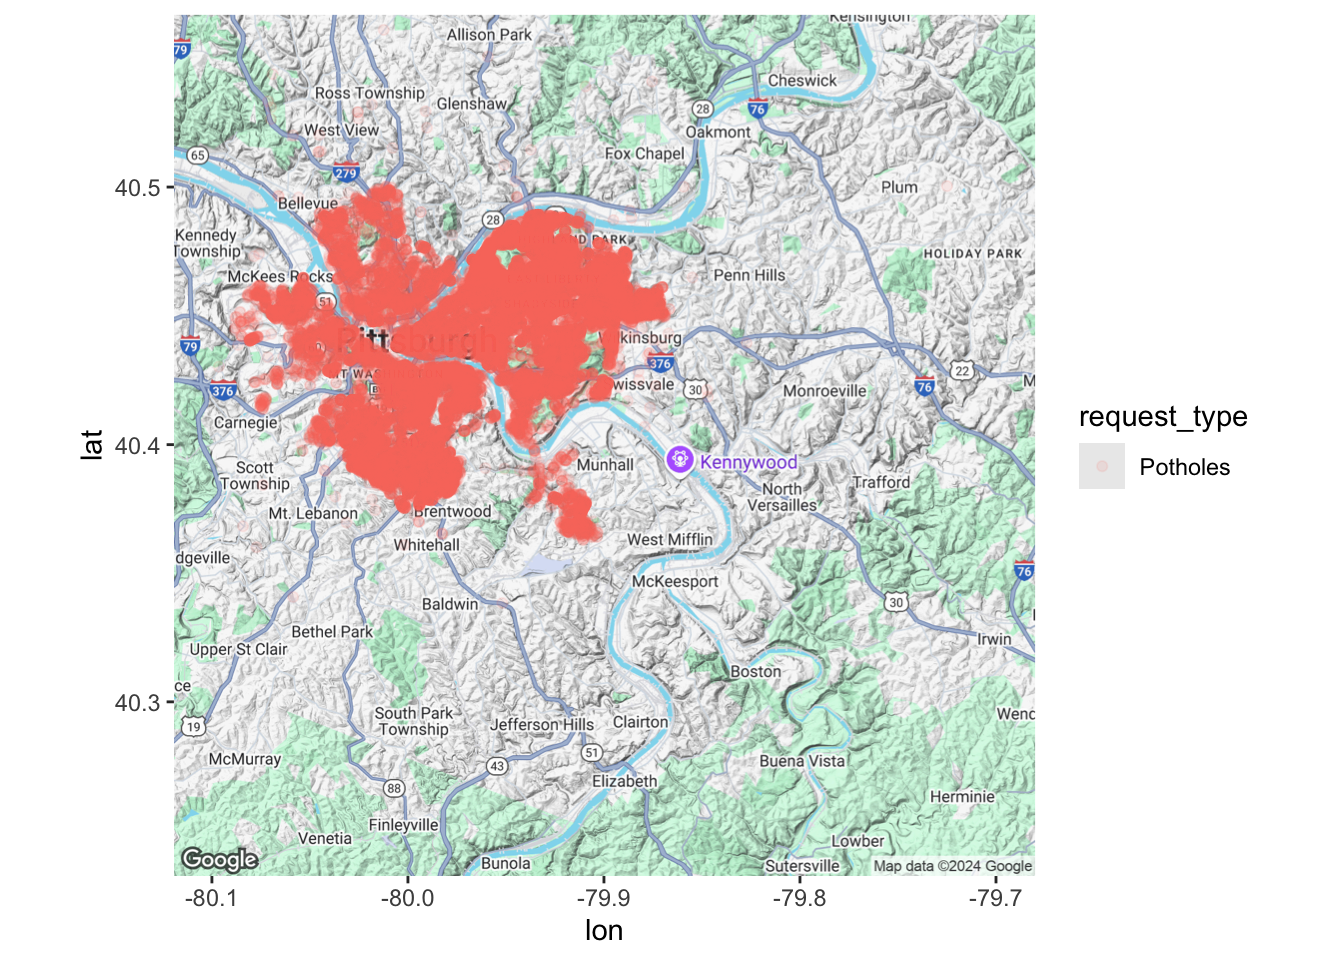 Kensington
79
Allison Park
Cheswick
Ross Township
Glenshaw
28
76
West View
Oakmont
65
Fox Chapel
279
Plum
40.5
Bellevue
28
Kennedy
Township
PARK
HOLIDAY PARK
McKees Rocks
Penn Hills
51
Pittsburgh
kinsburg
79
376
22
376
wissvale
30
Monroeville
76
M
Carnegie
40.4
lat
request_type
Potholes
Munhall
Kennywood
Scott
Township
North
Versailles
Trafford
Mt. Lebanon
Brentwood
Whitehall
West Mifflin
dgeville
McKeesport
76
Baldwin
30
Bethel Park
Irwin
Upper St Clair
Boston
ce
40.3
19
South Park
Township
Jefferson Hills
Clairton
Wend
McMurray
51
43
Buena Vista
88
Elizabeth
Herminie
Venetia
Finleyville
Lowber
Google
Bunola
Sutersville
Map data ©2024 Google
-80.1
-80.0
-79.9
-79.8
-79.7
lon